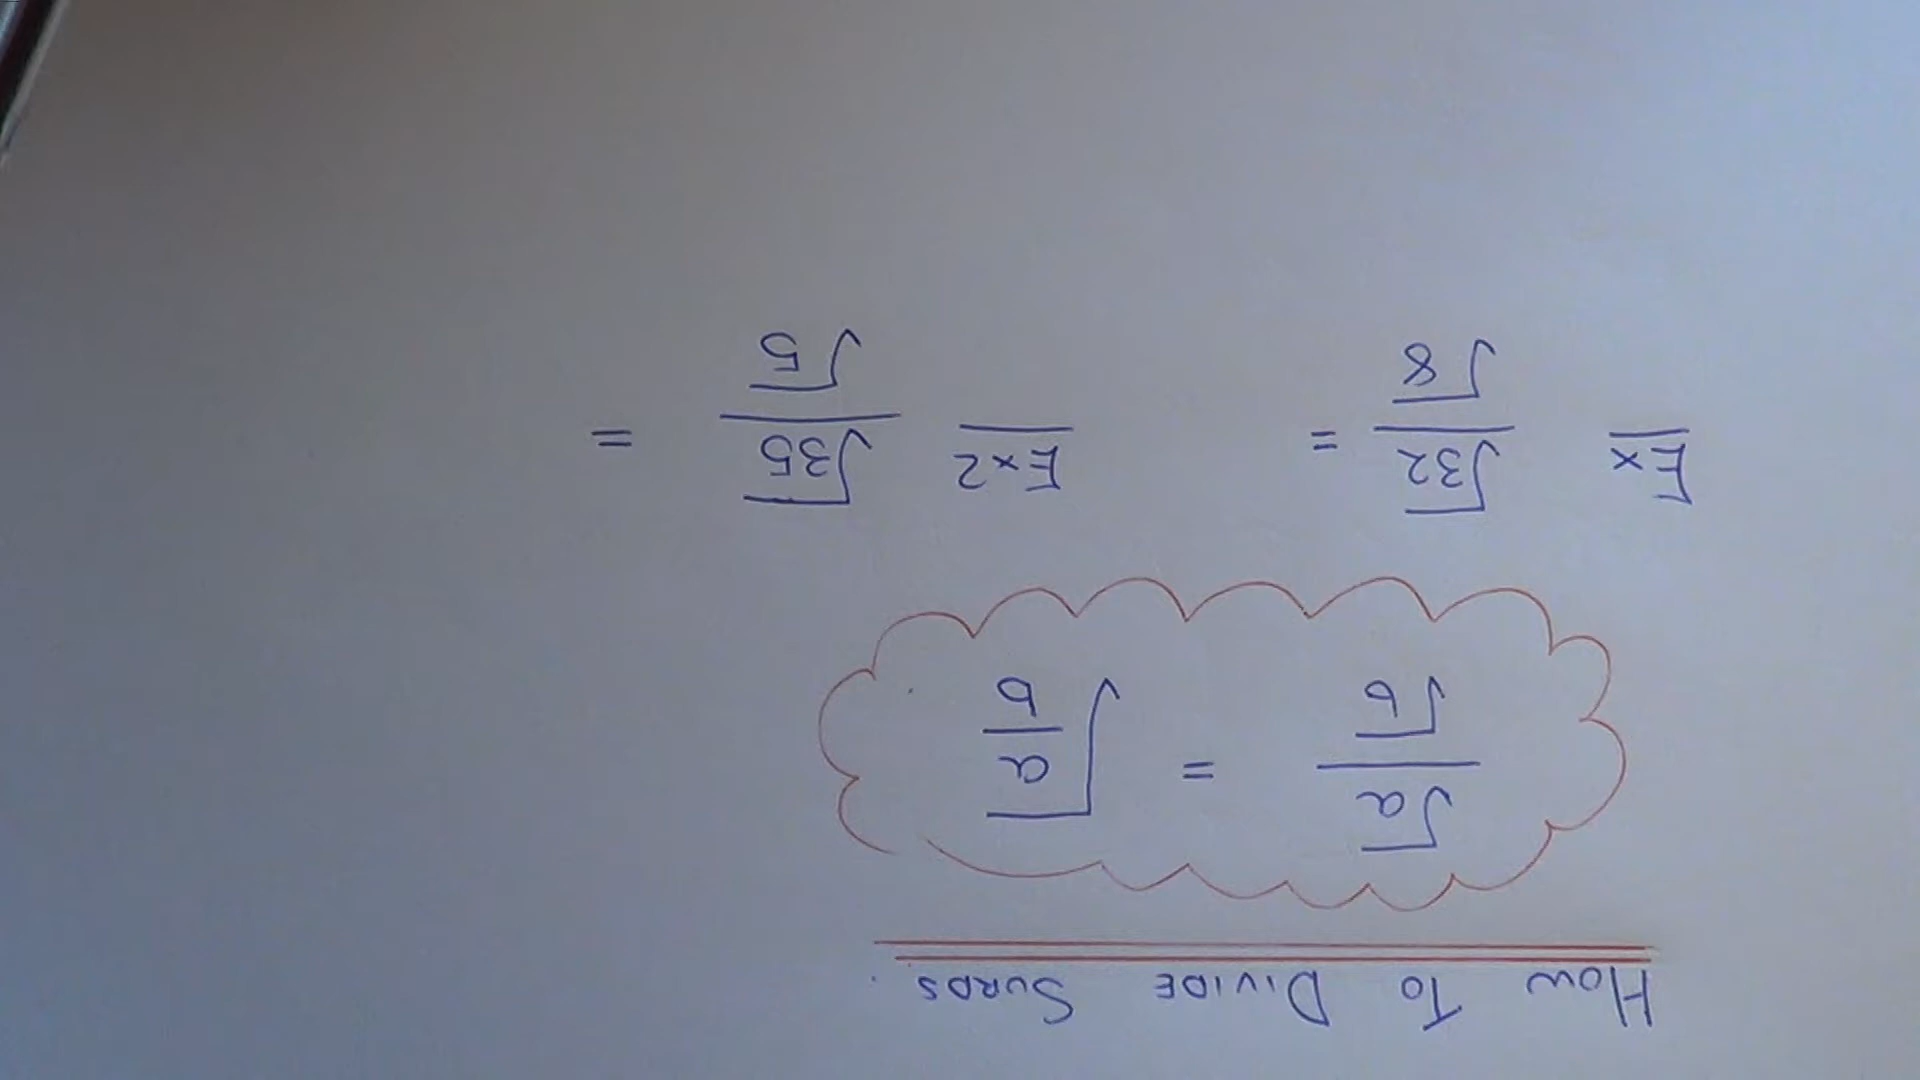 How To Divide Surds.
√a/√b = √(a/b)
Ex √32/√8 = Ex2 √35/√5 =